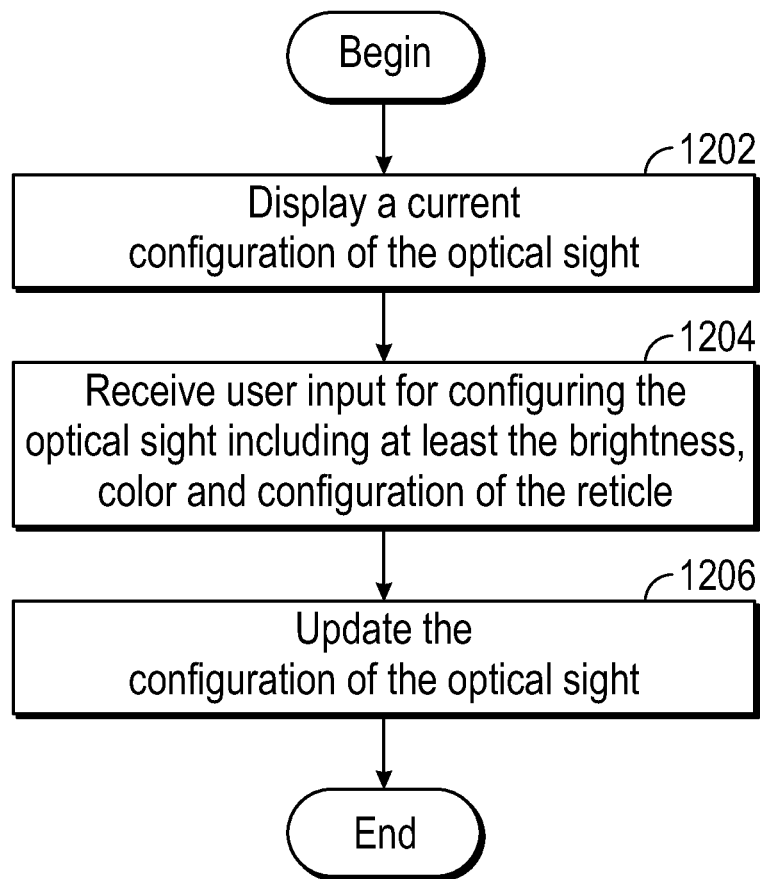 Begin
1202
Display a current
configuration of the optical sight
1204
Receive user input for configuring the
optical sight including at least the brightness,
color and configuration of the reticle
1206
Update the
configuration of the optical sight
End